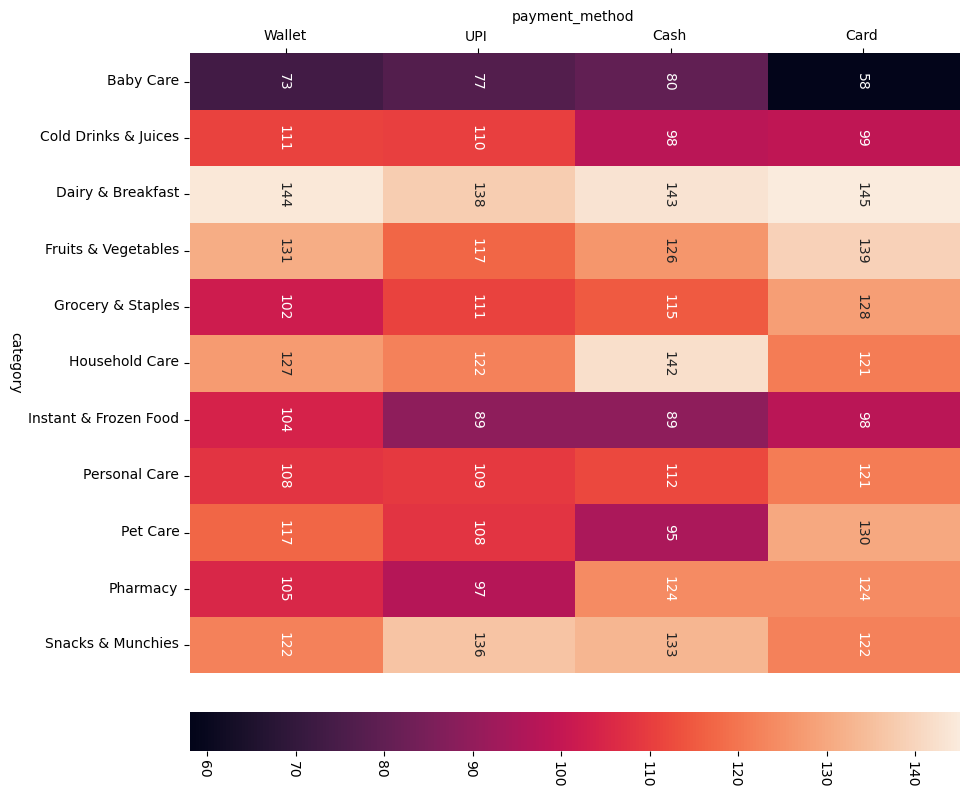 payment_method
Wallet UPI Cash Card
Baby Care 73 77 80 58
Cold Drinks & Juices 111 110 98 99
Dairy & Breakfast 144 138 143 145
Fruits & Vegetables 131 117 126 139
Grocery & Staples 102 111 115 128
category
Household Care 127 122 142 121
Instant & Frozen Food 104 89 89 98
Personal Care 108 109 112 121
Pet Care 117 108 95 130
Pharmacy 105 97 124 124
Snacks & Munchies 122 136 133 122
60 70 80 90 100 110 120 130 140